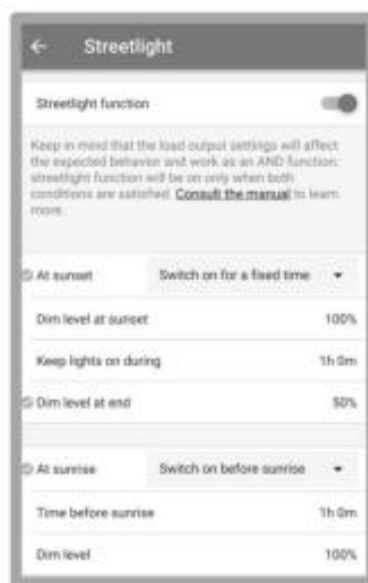 Streetlight
Streetlight function
Keep in mind that the load output settings will affect
the expected behavior and work as an AND function:
streetlight function will be on only when both
conditions are satisfied. Consult the manual to learn
more.
At sunset Switch on for a fixed time
Dim level at sunset 100%
Keep lights on during 1h 0m
Dim level at end 50%
At sunrise Switch on before sunrise
Time before sunrise 1h 0m
Dim level 100%